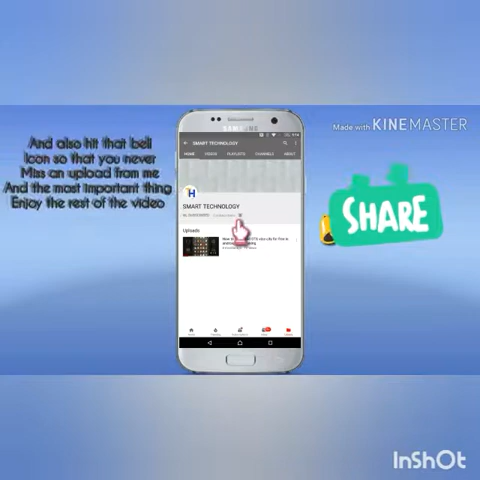 And also hit that bell
Icon so that you never
Miss an upload from me
And the most important thing
Enjoy the rest of the video
SAMSUNG
SMART TECHNOLOGY
HOME VIDEOS PLAYLISTS CHANNELS ABOUT
H
SMART TECHNOLOGY
Uploads
Made with KINEMASTER
SHARE
InShOt